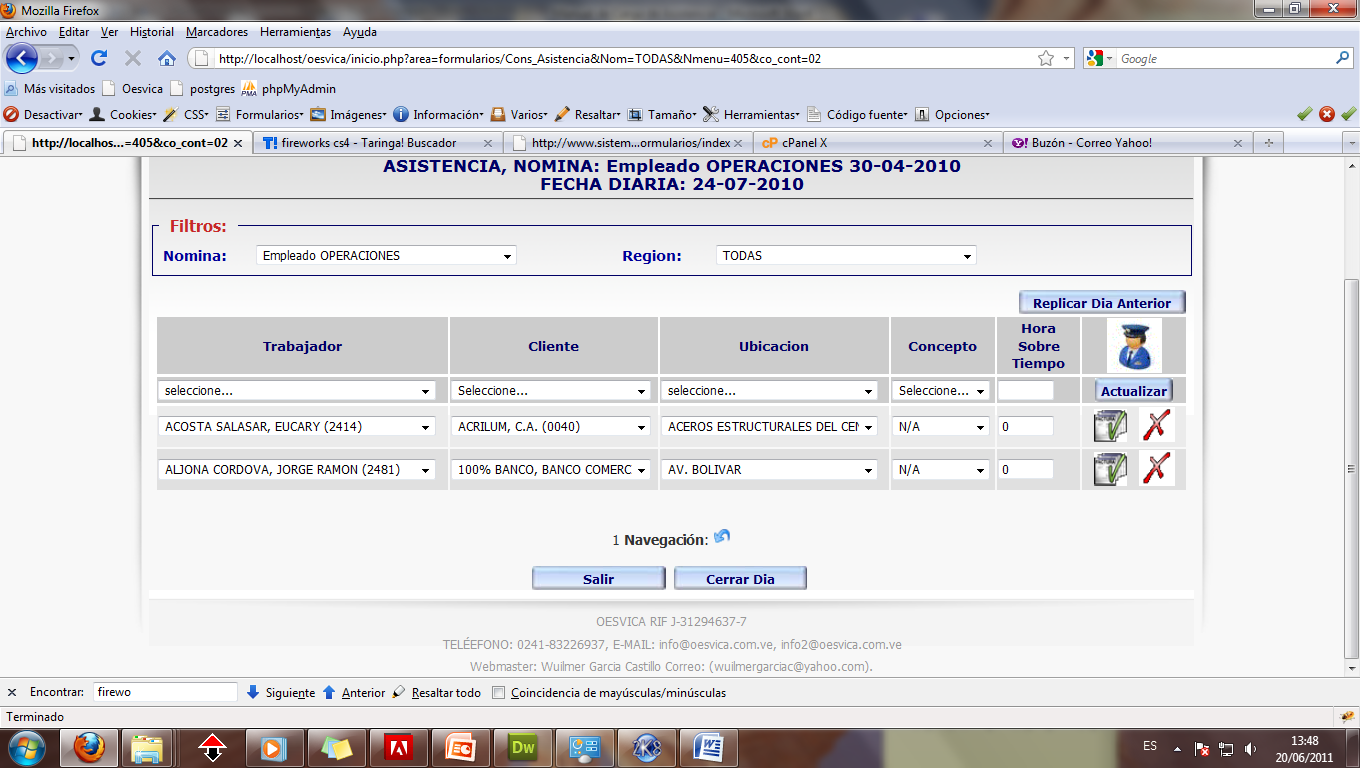 Mozilla Firefox
Archivo Editar Ver Historial Marcadores Herramientas Ayuda
http://localhost/oesvica/inicio.php?area=formularios/Cons_Asistencia&Nom=TODAS&Nmenu=405&co_cont=02
Google
Más visitados Oesvica postgres phpMyAdmin
Desactivar Cookies CSS Formularios Imágenes Información Varios Resaltar Tamaño Herramientas Código fuente Opciones
http://localhos...=405&co_cont=02 fireworks cs4 - Taringa! Buscador http://www.sistem...ormularios/index cPanel X Buzón - Correo Yahoo!
ASISTENCIA, NOMINA: Empleado OPERACIONES 30-04-2010
FECHA DIARIA: 24-07-2010
Filtros:
Nomina: Empleado OPERACIONES Region: TODAS
Replicar Dia Anterior
Trabajador Cliente Ubicacion Concepto Hora Sobre Tiempo
seleccione... Seleccione... seleccione... Seleccione... Actualizar
ACOSTA SALASAR, EUCARY (2414) ACRILUM, C.A. (0040) ACEROS ESTRUCTURALES DEL CEN N/A 0
ALJONA CORDOVA, JORGE RAMON (2481) 100% BANCO, BANCO COMERC AV. BOLIVAR N/A 0
1 Navegación:
Salir Cerrar Dia
OESVICA RIF J-31294637-7
TELÉEFONO: 0241-83226937, E-MAIL: info@oesvica.com.ve, info2@oesvica.com.ve
Webmaster: Wuilmer Garcia Castillo Correo: (wuilmergarciac@yahoo.com).
Encontrar: firewo Siguiente Anterior Resaltar todo Coincidencia de mayúsculas/minúsculas
Terminado
Dw ZK8 ES 13:48
20/06/2011